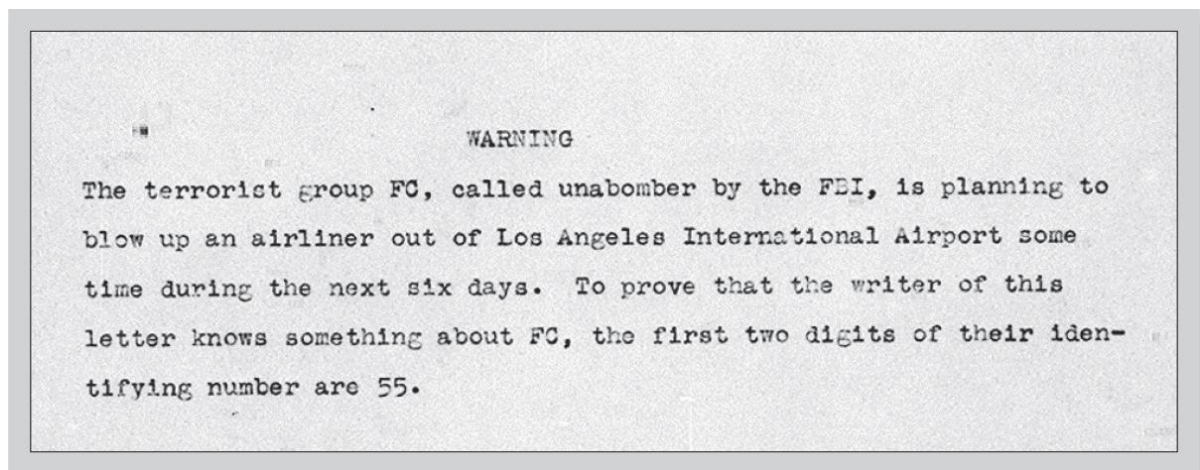 WARNING
The terrorist group FC, called unabomber by the FBI, is planning to
blow up an airliner out of Los Angeles International Airport some
time during the next six days. To prove that the writer of this
letter knows something about FC, the first two digits of their iden-
tifying number are 55.